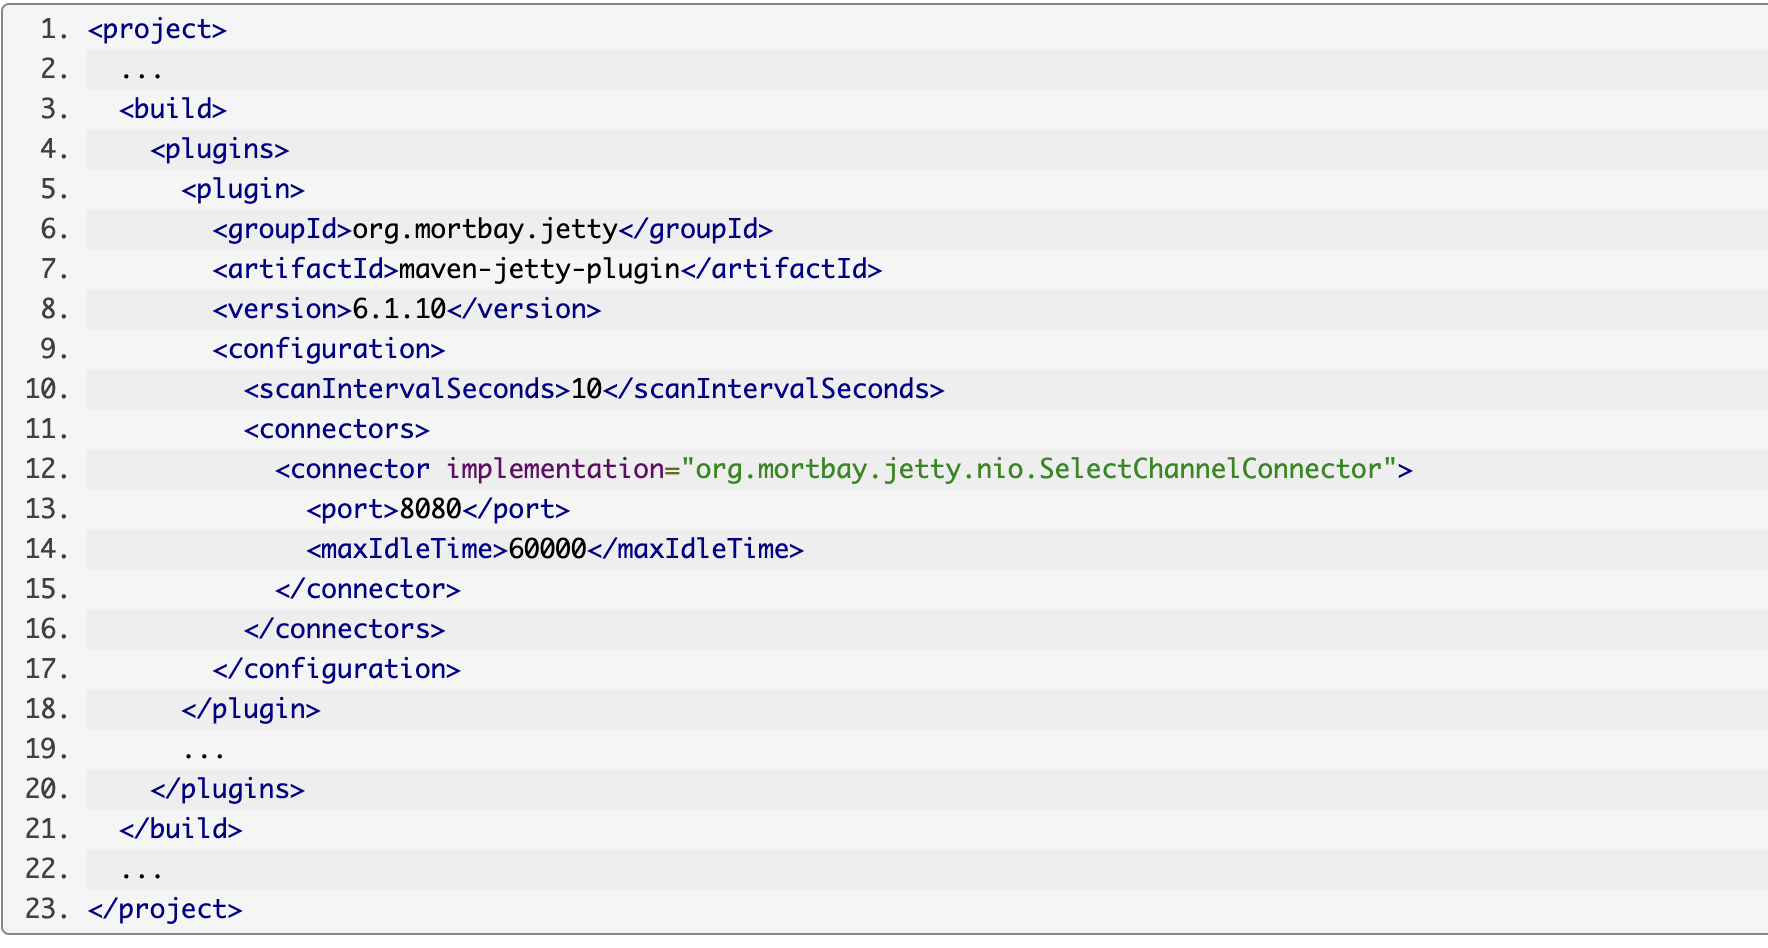 1. <project>
2.   ...
3.   <build>
4.     <plugins>
5.       <plugin>
6.         <groupId>org.mortbay.jetty</groupId>
7.         <artifactId>maven-jetty-plugin</artifactId>
8.         <version>6.1.10</version>
9.         <configuration>
10.           <scanIntervalSeconds>10</scanIntervalSeconds>
11.           <connectors>
12.             <connector implementation="org.mortbay.jetty.nio.SelectChannelConnector">
13.               <port>8080</port>
14.               <maxIdleTime>60000</maxIdleTime>
15.             </connector>
16.           </connectors>
17.         </configuration>
18.       </plugin>
19.       ...
20.     </plugins>
21.   </build>
22.   ...
23. </project>